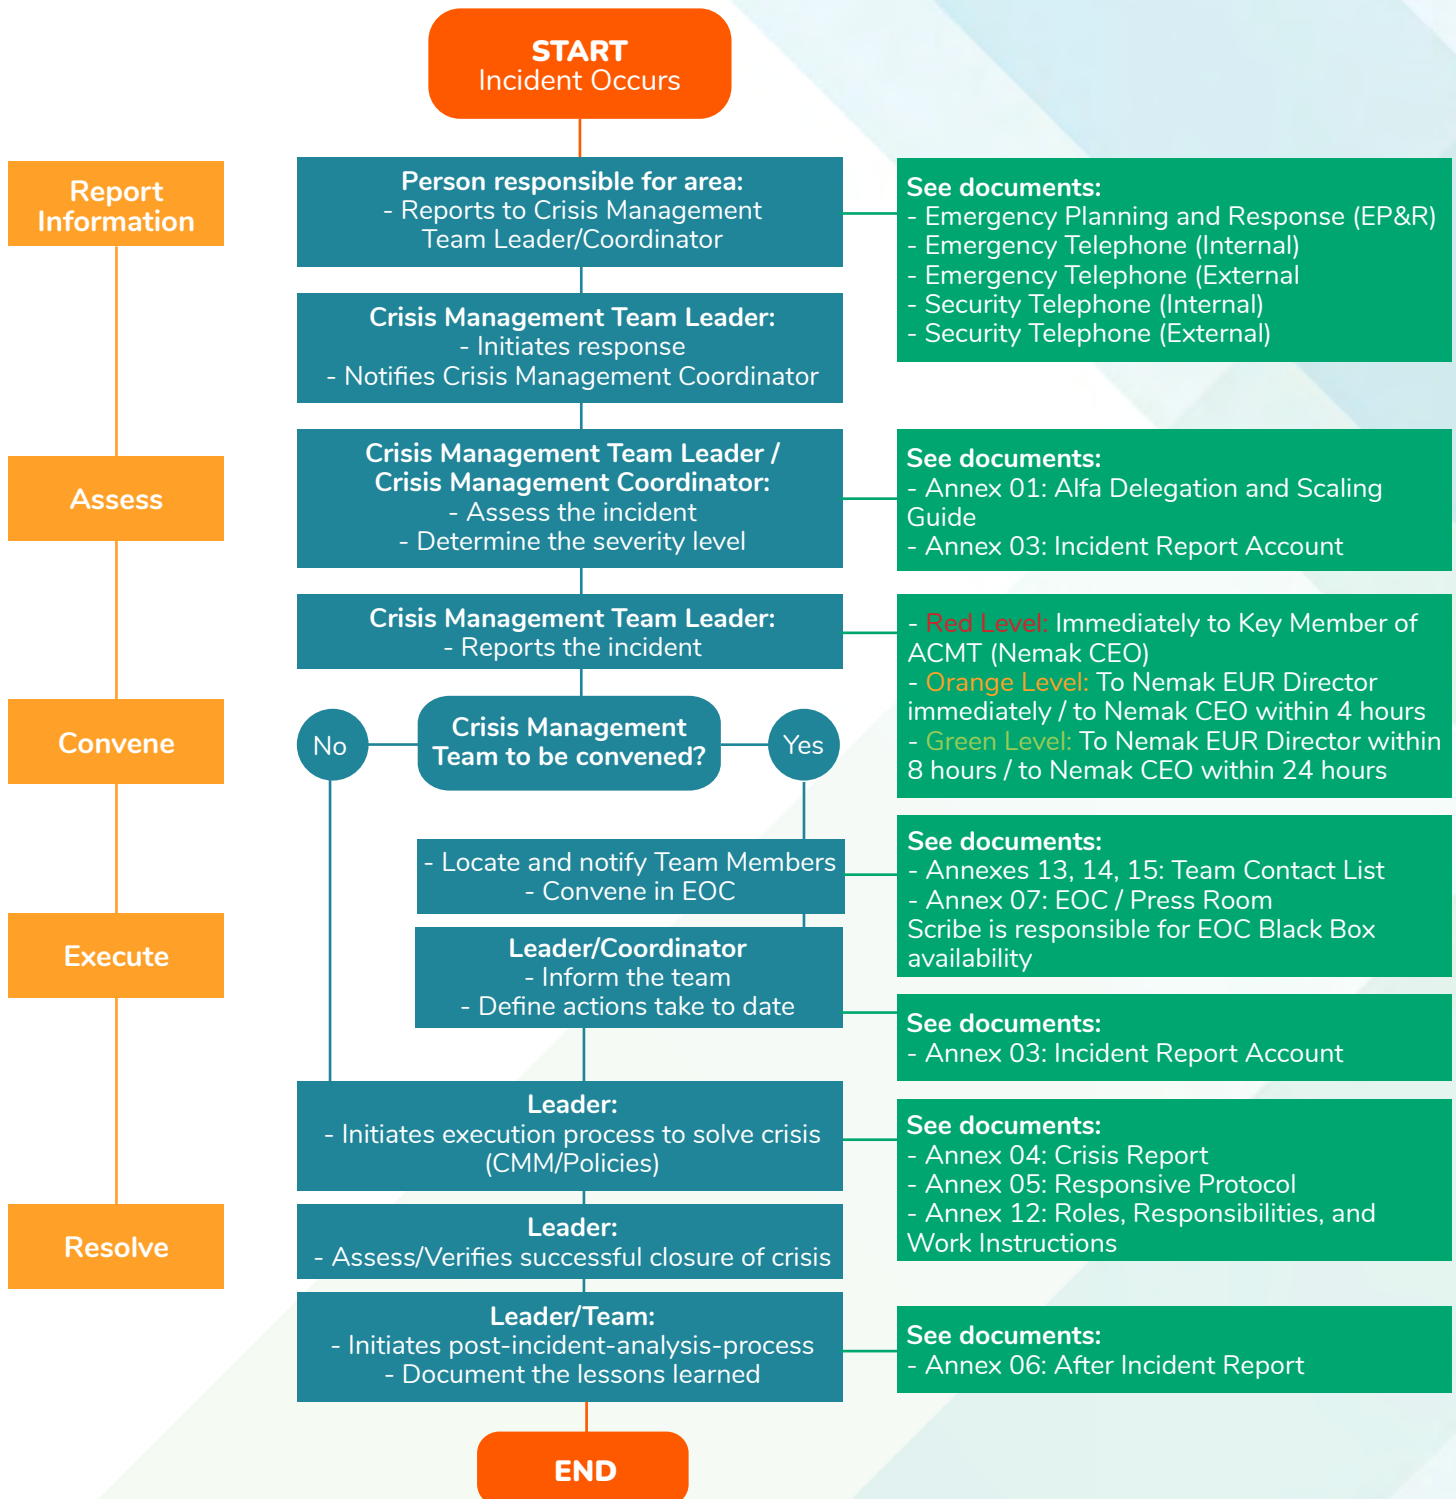 START
Incident Occurs
Report
Information
Person responsible for area:
- Reports to Crisis Management
Team Leader/Coordinator
See documents:
- Emergency Planning and Response (EP&R)
- Emergency Telephone (Internal)
- Emergency Telephone (External
- Security Telephone (Internal)
- Security Telephone (External)
Crisis Management Team Leader:
- Initiates response
- Notifies Crisis Management Coordinator
Assess
Crisis Management Team Leader /
Crisis Management Coordinator:
- Assess the incident
- Determine the severity level
See documents:
- Annex 01: Alfa Delegation and Scaling
Guide
- Annex 03: Incident Report Account
Crisis Management Team Leader:
- Reports the incident
- Red Level: Immediately to Key Member of
ACMT (Nemak CEO)
- Orange Level: To Nemak EUR Director
immediately / to Nemak CEO within 4 hours
- Green Level: To Nemak EUR Director within
8 hours / to Nemak CEO within 24 hours
Convene
No
Crisis Management
Team to be convened?
Yes
- Locate and notify Team Members
- Convene in EOC
See documents:
- Annexes 13, 14, 15: Team Contact List
- Annex 07: EOC / Press Room
Scribe is responsible for EOC Black Box
availability
Execute
Leader/Coordinator
- Inform the team
- Define actions take to date
See documents:
- Annex 03: Incident Report Account
Leader:
- Initiates execution process to solve crisis
(CMM/Policies)
See documents:
- Annex 04: Crisis Report
- Annex 05: Responsive Protocol
- Annex 12: Roles, Responsibilities, and
Work Instructions
Resolve
Leader:
- Assess/Verifies successful closure of crisis
Leader/Team:
- Initiates post-incident-analysis-process
- Document the lessons learned
See documents:
- Annex 06: After Incident Report
END